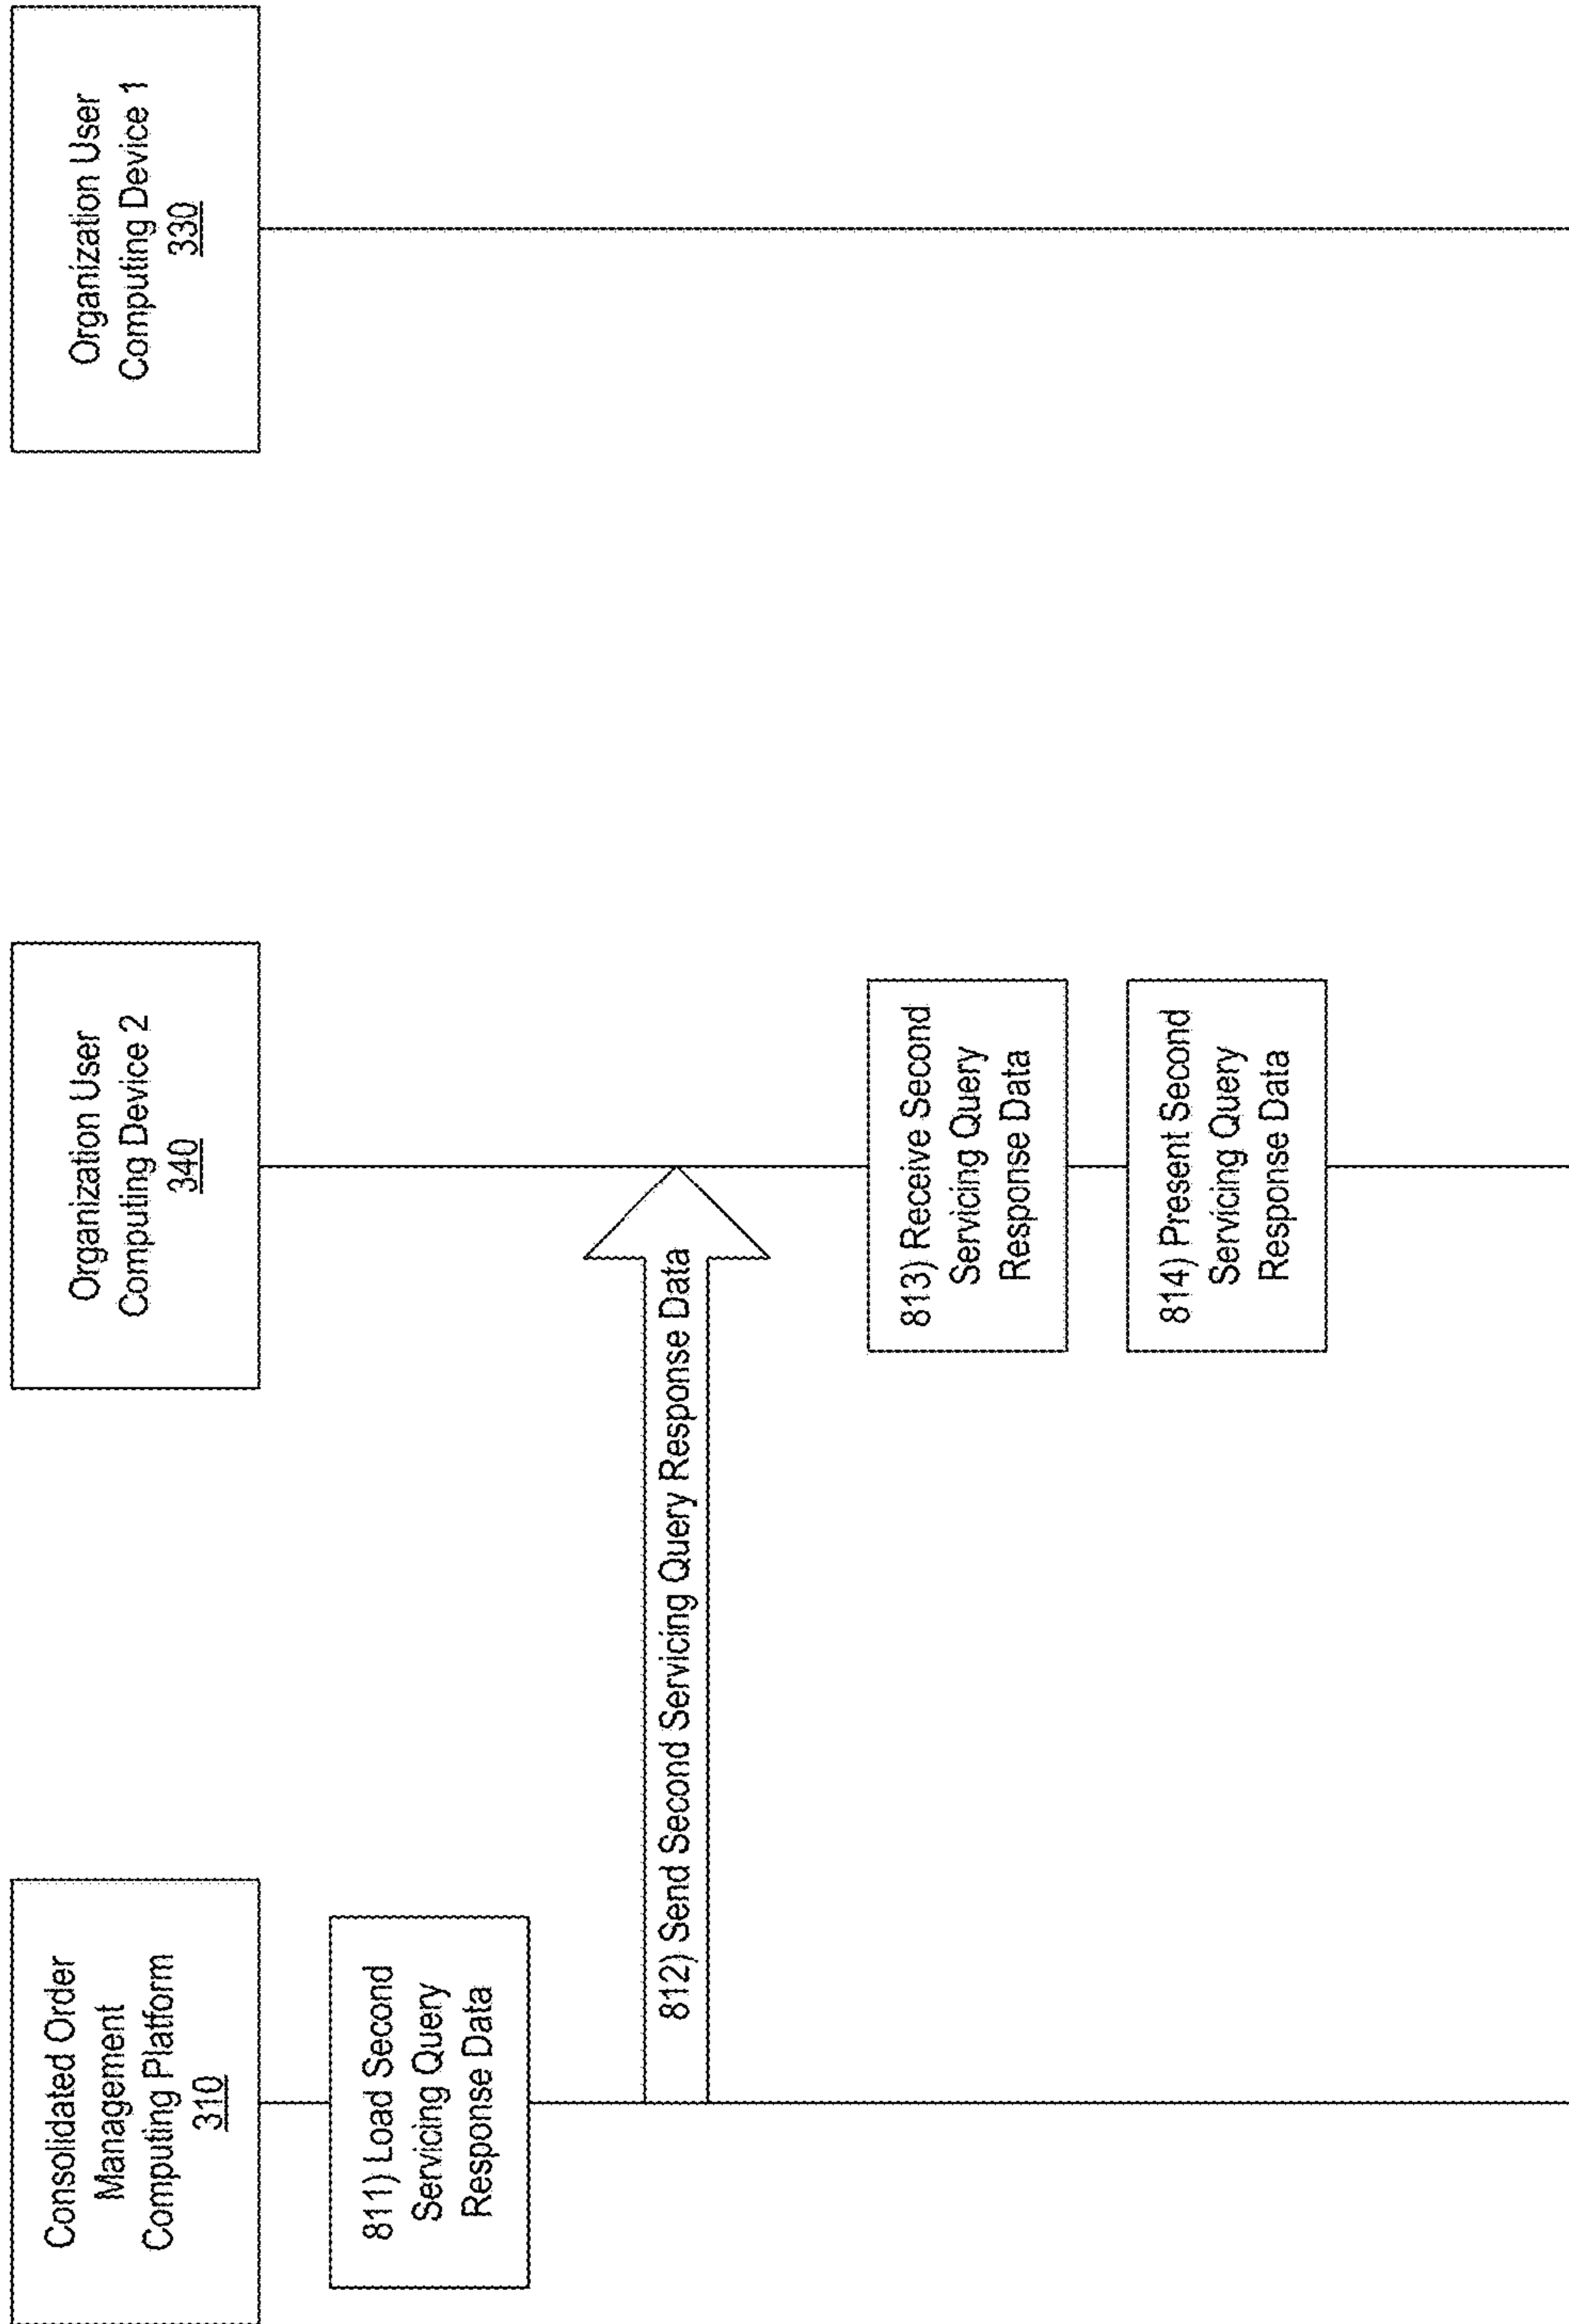 Consolidated Order
Management
Computing Platform
310
Organization User
Computing Device 2
340
Organization User
Computing Device 1
330
811) Load Second
Servicing Query
Response Data
812) Send Second Servicing Query Response Data
813) Receive Second
Servicing Query
Response Data
814) Present Second
Servicing Query
Response Data